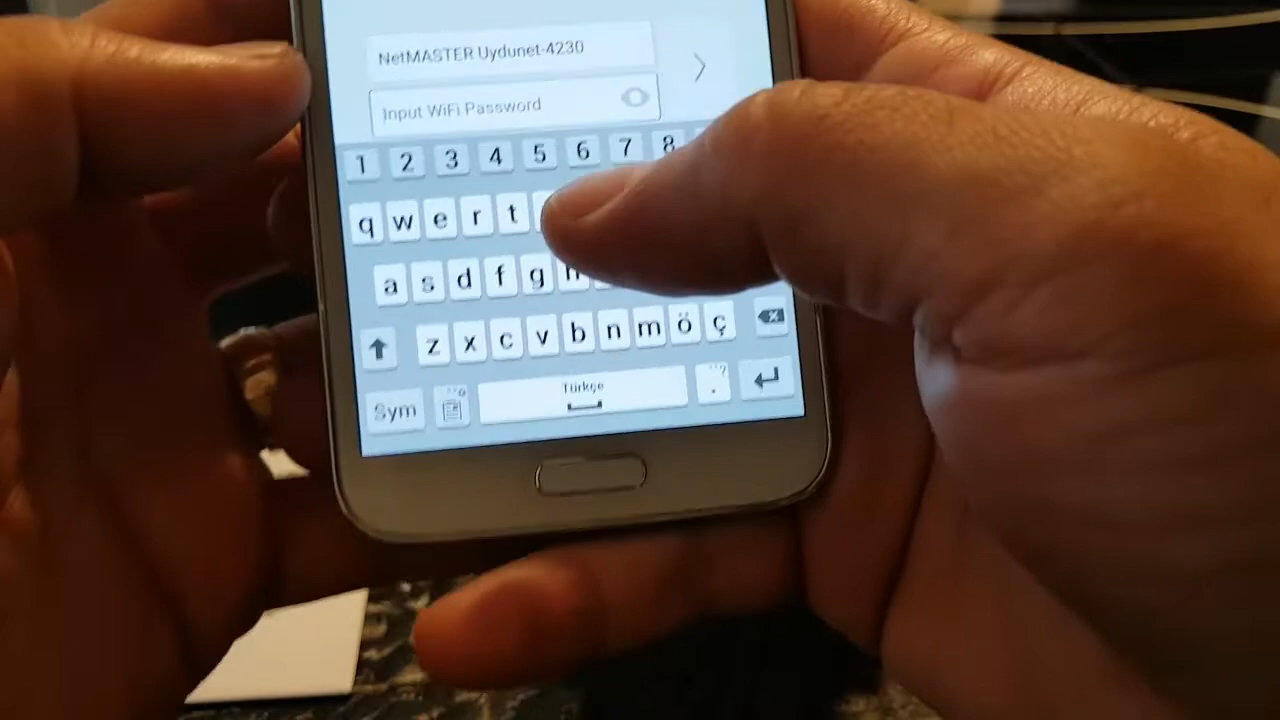 NetMASTER Uydunet-4230
Input WiFi Password
1 2 3 4 5 6 7 8
q w e r t
a s d f g h
z x c v b n m ö ç
Sym Türkçe .